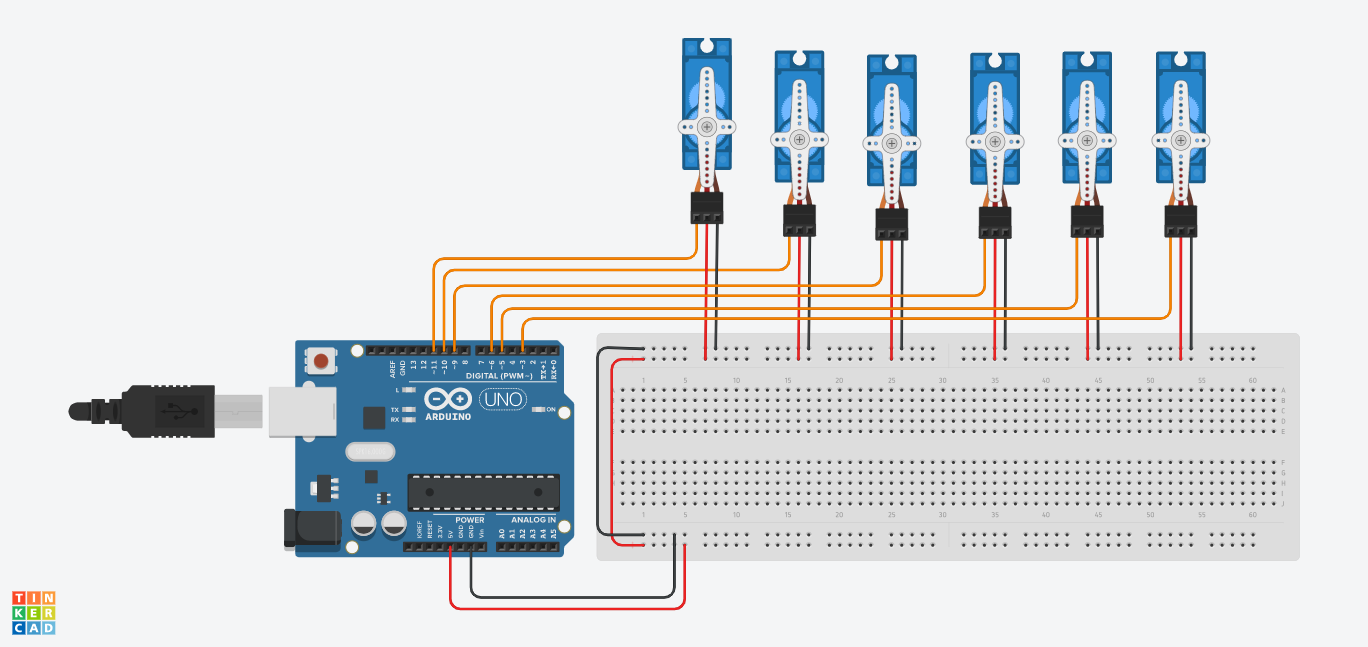 AREF
GND
13
12
~11
~10
~9
8
7
~6
~5
4
~3
2
TX→1
RX←0
DIGITAL (PWM~)
L
TX
RX
ON
UNO
ARDUINO
1 5 10 15 20 25 30 35 40 45 50 55 60
A
B
C
D
E
F
G
H
I
J
1 5 10 15 20 25 30 35 40 45 50 55 60
POWER
ANALOG IN
IOREF
RESET
3.3V
5V
GND
GND
Vin
A0
A1
A2
A3
A4
A5
TIN
KER
CAD